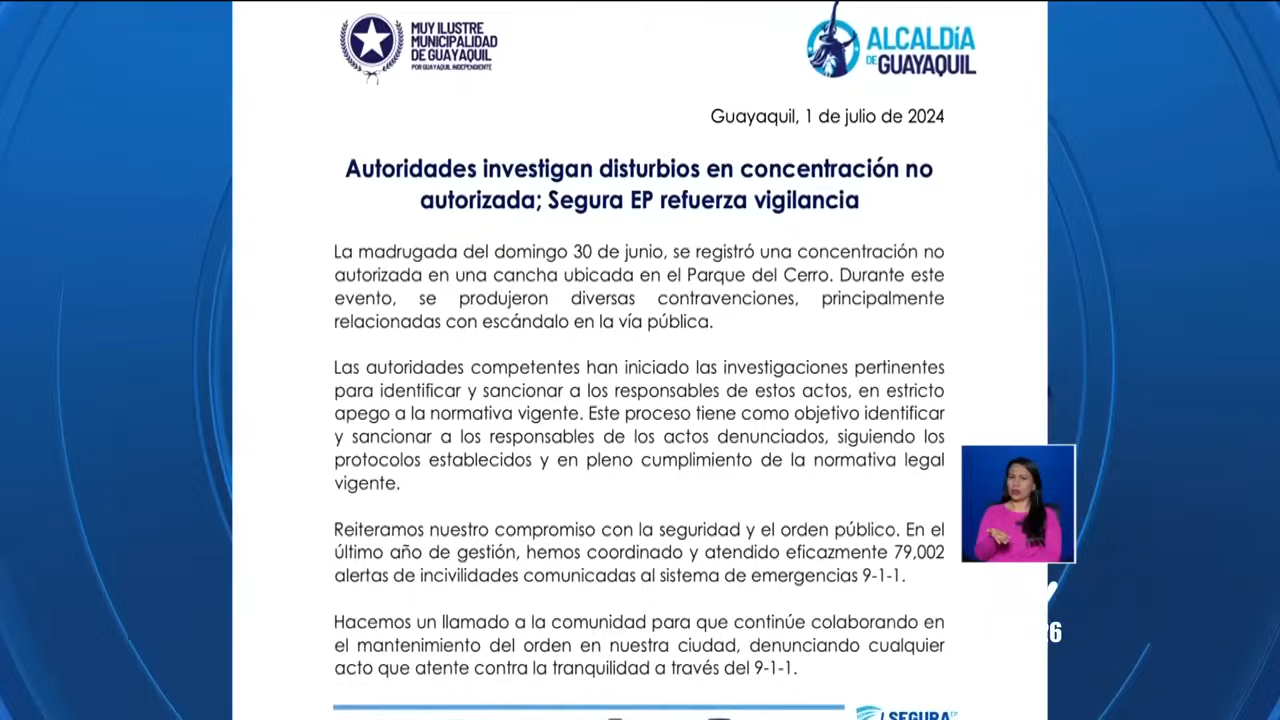 MUY ILUSTRE
MUNICIPALIDAD
DE GUAYAQUIL
POR GUAYAQUIL INDEPENDIENTE
ALCALDÍA
DE GUAYAQUIL
Guayaquil, 1 de julio de 2024
Autoridades investigan disturbios en concentración no
autorizada; Segura EP refuerza vigilancia
La madrugada del domingo 30 de junio, se registró una concentración no
autorizada en una cancha ubicada en el Parque del Cerro. Durante este
evento, se produjeron diversas contravenciones, principalmente
relacionadas con escándalo en la vía pública.
Las autoridades competentes han iniciado las investigaciones pertinentes
para identificar y sancionar a los responsables de estos actos, en estricto
apego a la normativa vigente. Este proceso tiene como objetivo identificar
y sancionar a los responsables de los actos denunciados, siguiendo los
protocolos establecidos y en pleno cumplimiento de la normativa legal
vigente.
Reiteramos nuestro compromiso con la seguridad y el orden público. En el
último año de gestión, hemos coordinado y atendido eficazmente 79,002
alertas de incivilidades comunicadas al sistema de emergencias 9-1-1.
Hacemos un llamado a la comunidad para que continúe colaborando en
el mantenimiento del orden en nuestra ciudad, denunciando cualquier
acto que atente contra la tranquilidad a través del 9-1-1.
26
SEGURA EP